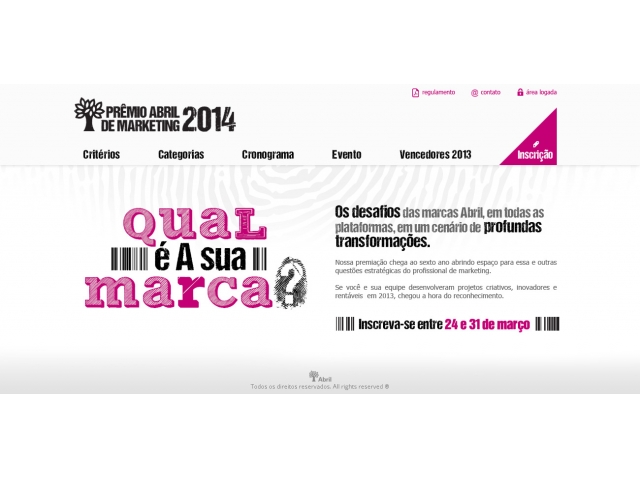 regulamento
contato
área logada
PRÊMIO ABRIL
DE MARKETING 2014
Critérios
Categorias
Cronograma
Evento
Vencedores 2013
Inscrição
QuaL
é A sua
marca?
Os desafios das marcas Abril, em todas as
plataformas, em um cenário de profundas
transformações.
Nossa premiação chega ao sexto ano abrindo espaço para essa e outras
questões estratégicas do profissional de marketing.
Se você e sua equipe desenvolveram projetos criativos, inovadores e
rentáveis em 2013, chegou a hora do reconhecimento.
Inscreva-se entre 24 e 31 de março
Abril
Todos os direitos reservados. All rights reserved ®